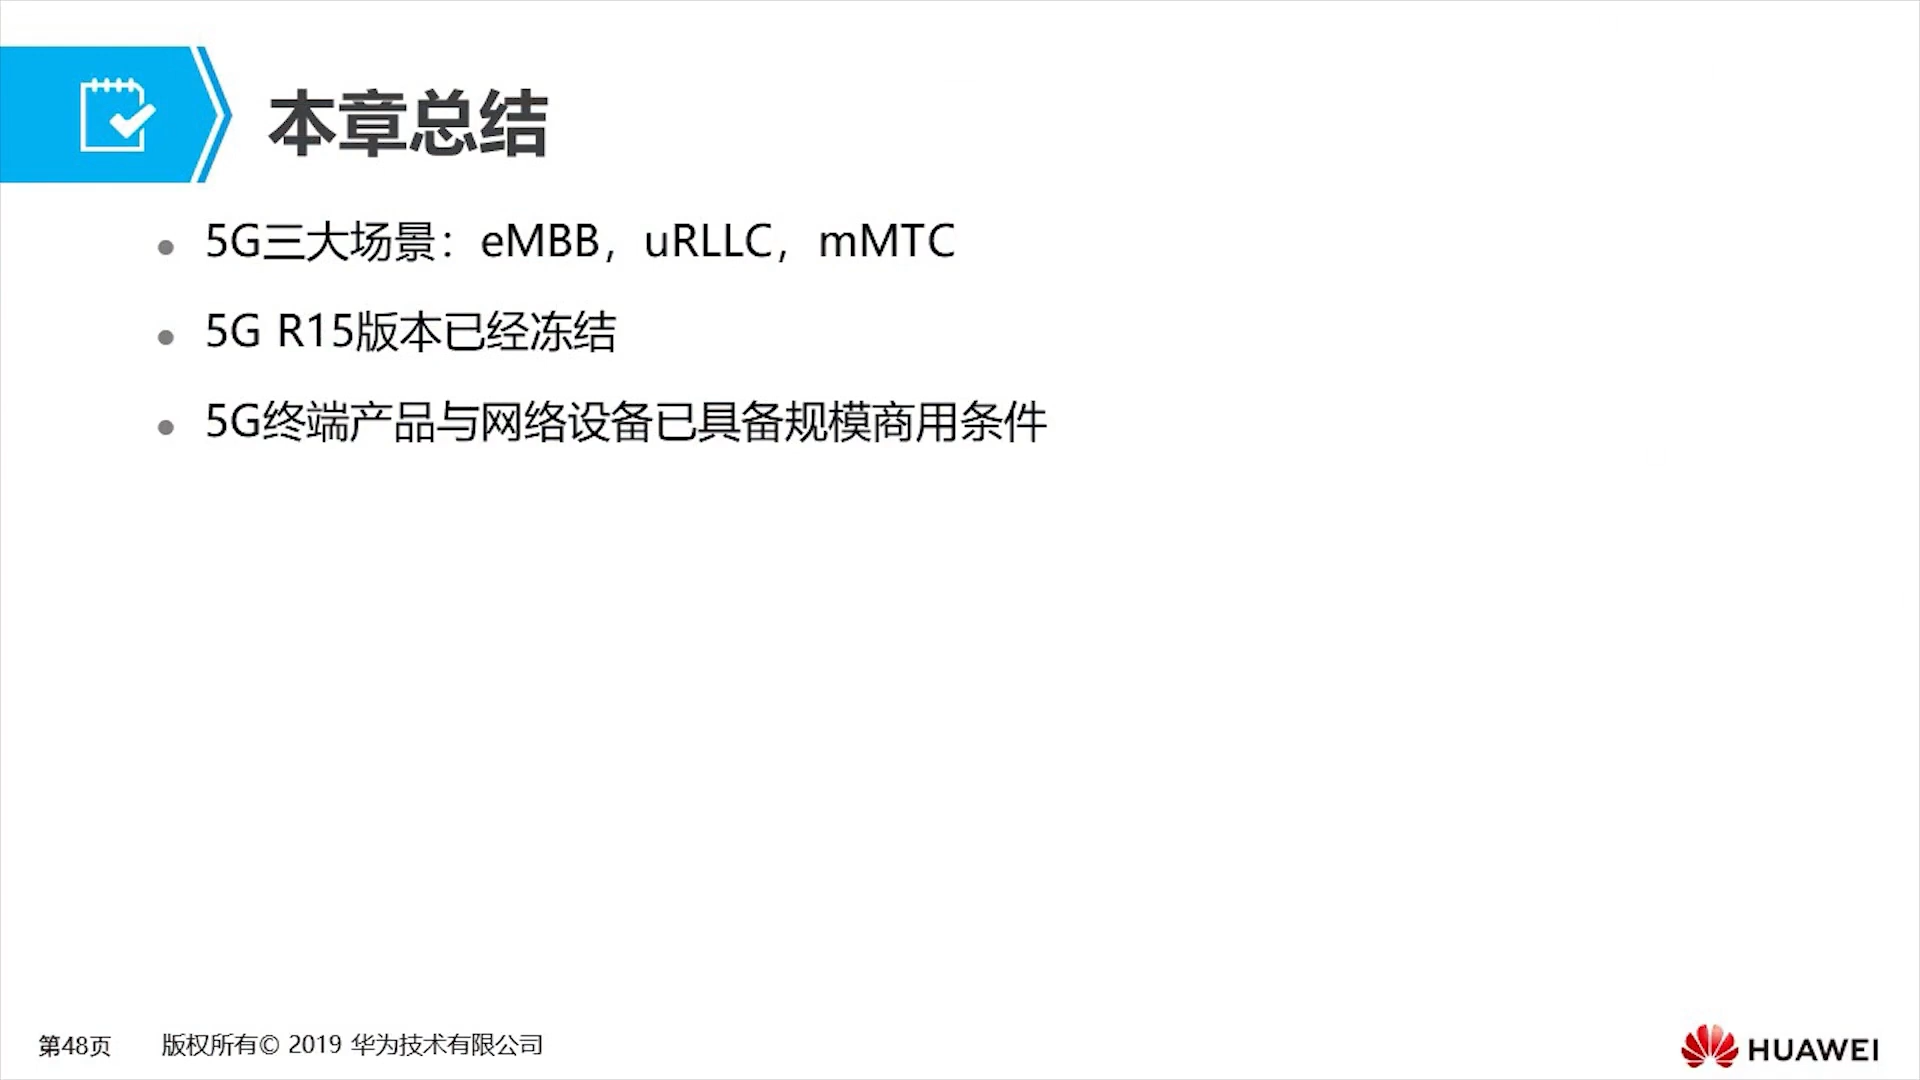 本章总结
5G三大场景：eMBB，uRLLC，mMTC
5G R15版本已经冻结
5G终端产品与网络设备已具备规模商用条件
第48页
版权所有© 2019 华为技术有限公司
HUAWEI